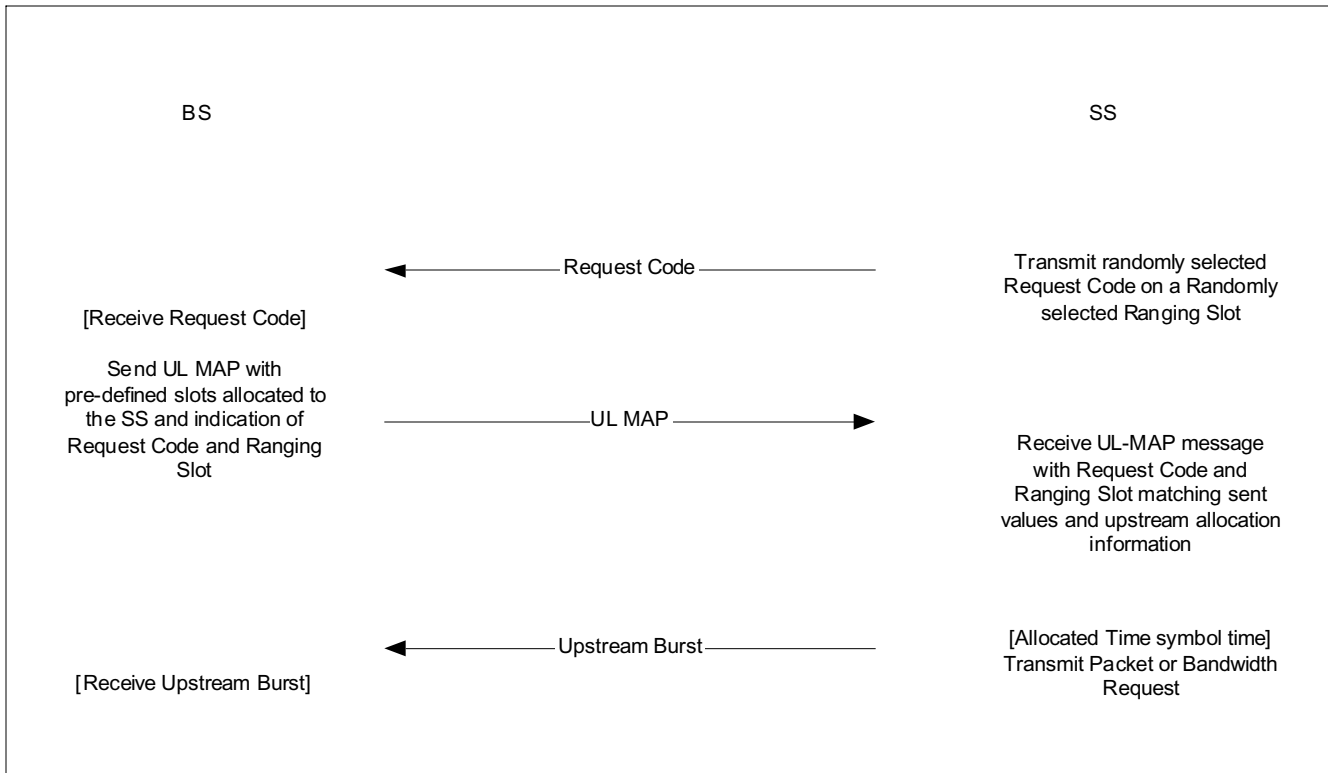 BS
SS
Request Code
Transmit randomly selected
Request Code on a Randomly
selected Ranging Slot
[Receive Request Code]
Send UL MAP with
pre-defined slots allocated to
the SS and indication of
Request Code and Ranging
Slot
UL MAP
Receive UL-MAP message
with Request Code and
Ranging Slot matching sent
values and upstream allocation
information
Upstream Burst
[Allocated Time symbol time]
Transmit Packet or Bandwidth
Request
[Receive Upstream Burst]